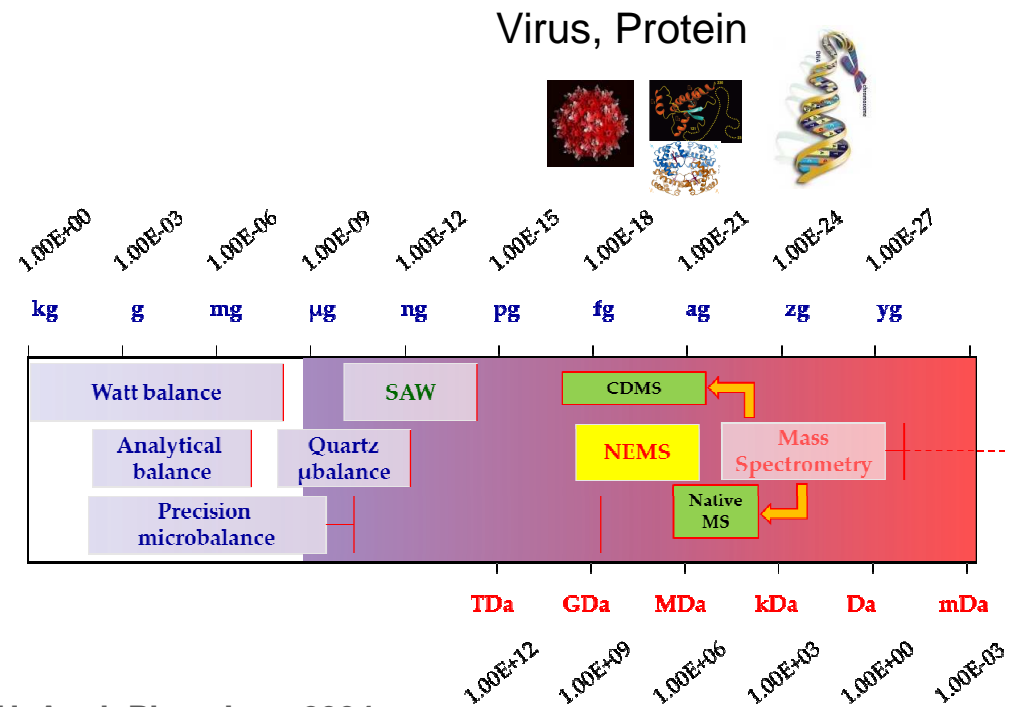 Virus, Protein
DNA
chromosome
1.00E+00 1.00E-03 1.00E-06 1.00E-09 1.00E-12 1.00E-15 1.00E-18 1.00E-21 1.00E-24 1.00E-27
kg g mg µg ng pg fg ag zg yg
Watt balance
SAW
CDMS
Analytical
balance
Quartz
µbalance
NEMS
Mass
Spectrometry
Precision
microbalance
Native
MS
TDa GDa MDa kDa Da mDa
1.00E+12 1.00E+09 1.00E+06 1.00E+03 1.00E+00 1.00E-03